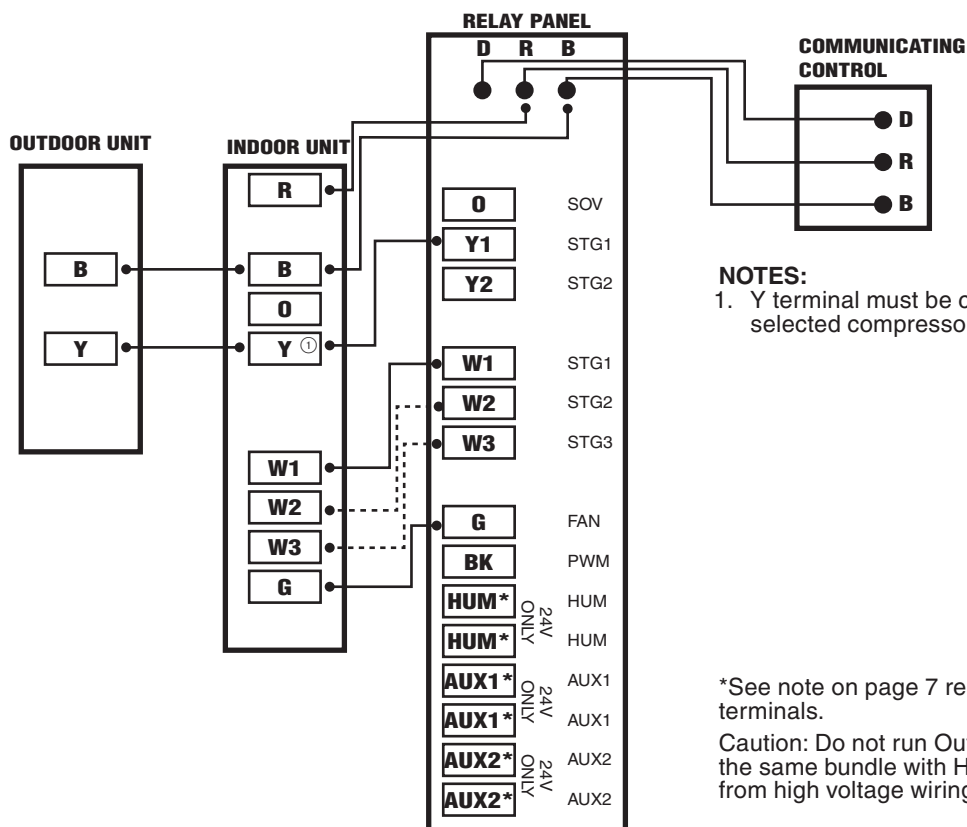 RELAY PANEL
D R B
COMMUNICATING
CONTROL
D
R
B
OUTDOOR UNIT
B
Y
INDOOR UNIT
R
B
O
Y ①
W1
W2
W3
G
O SOV
Y1 STG1
Y2 STG2
W1 STG1
W2 STG2
W3 STG3
G FAN
BK PWM
HUM* HUM
HUM* HUM
24V
ONLY
AUX1* AUX1
AUX1* AUX1
24V
ONLY
AUX2* AUX2
AUX2* AUX2
24V
ONLY
NOTES:
1. Y terminal must be
selected
*See note on page 7
terminals.
Caution: Do not run
the same bundle with
from high voltage wiring